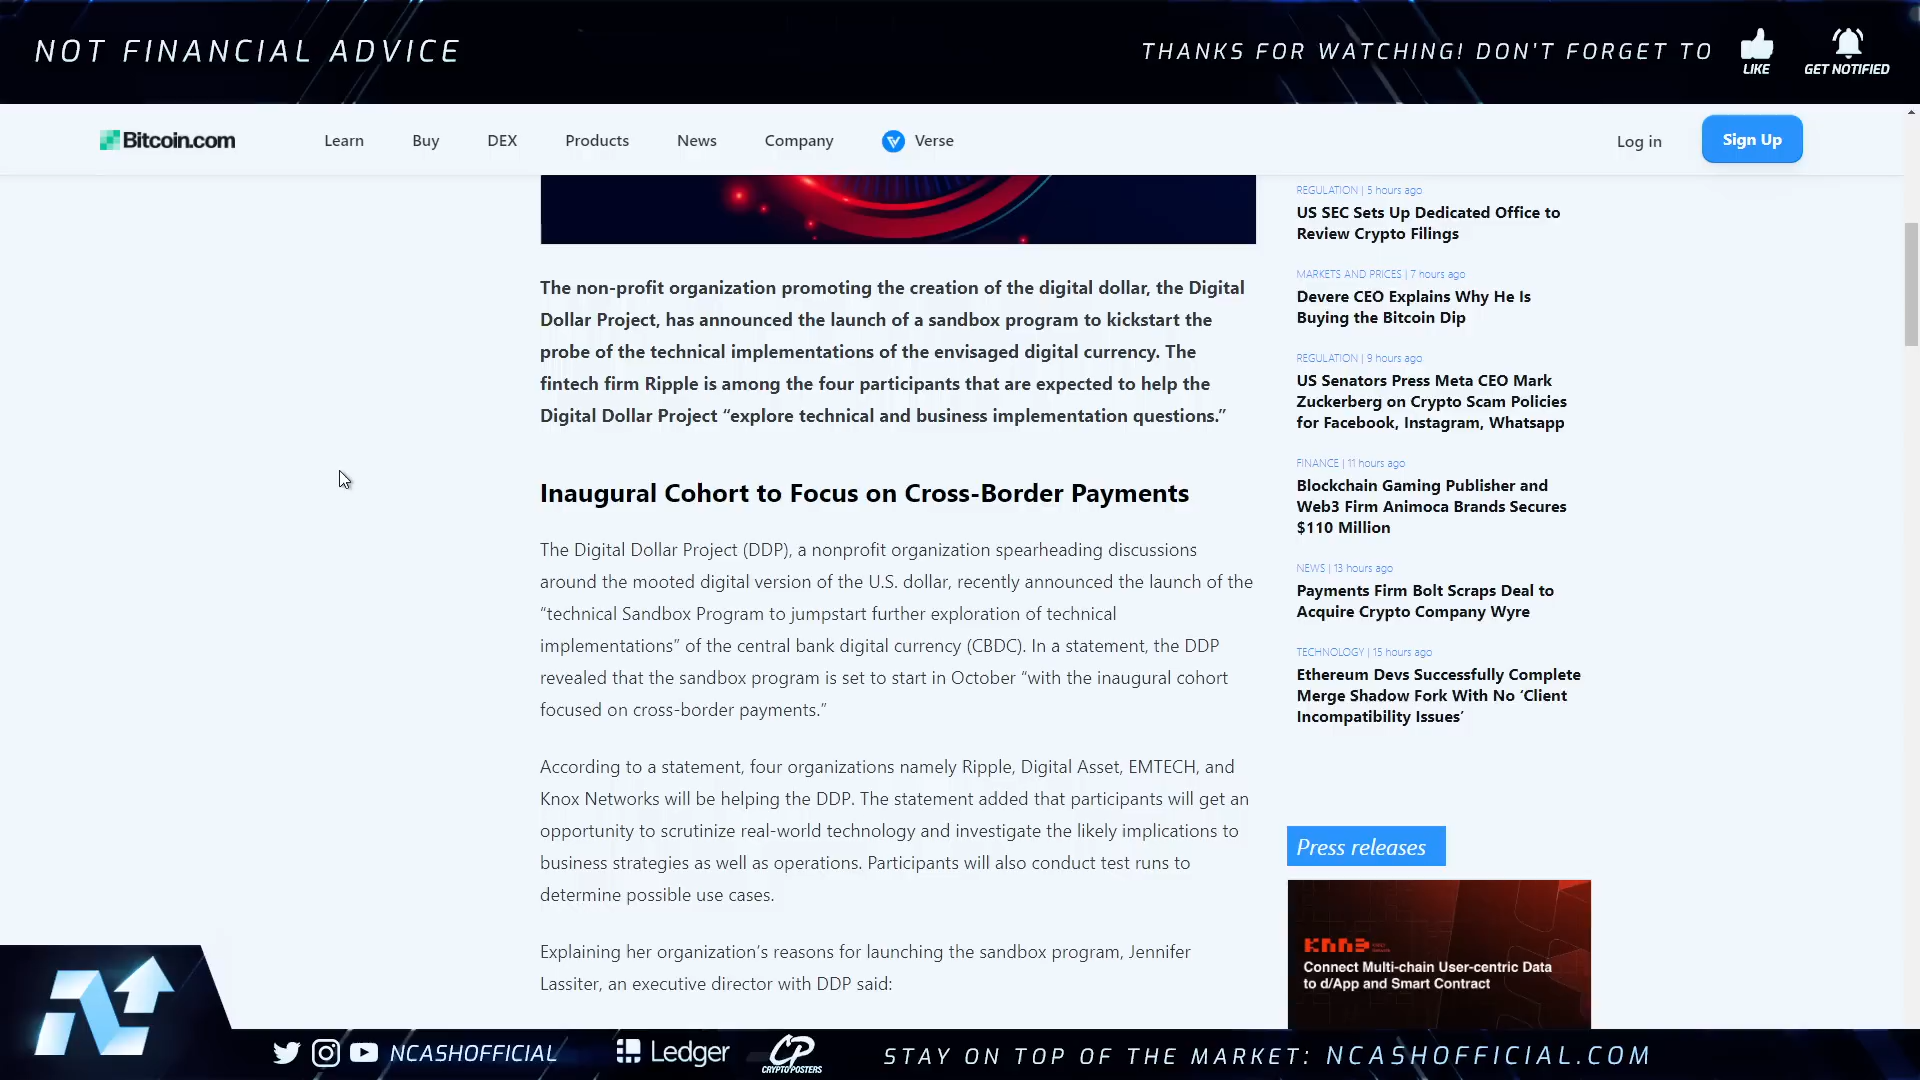 NOT FINANCIAL ADVICE
THANKS FOR WATCHING! DON'T FORGET TO
LIKE
GET NOTIFIED
Bitcoin.com
Learn
Buy
DEX
Products
News
Company
Verse
Log in
Sign Up
The non-profit organization promoting the creation of the digital dollar, the Digital
Dollar Project, has announced the launch of a sandbox program to kickstart the
probe of the technical implementations of the envisaged digital currency. The
fintech firm Ripple is among the four participants that are expected to help the
Digital Dollar Project “explore technical and business implementation questions.”
Inaugural Cohort to Focus on Cross-Border Payments
The Digital Dollar Project (DDP), a nonprofit organization spearheading discussions
around the mooted digital version of the U.S. dollar, recently announced the launch of the
“technical Sandbox Program to jumpstart further exploration of technical
implementations” of the central bank digital currency (CBDC). In a statement, the DDP
revealed that the sandbox program is set to start in October “with the inaugural cohort
focused on cross-border payments.”
According to a statement, four organizations namely Ripple, Digital Asset, EMTECH, and
Knox Networks will be helping the DDP. The statement added that participants will get an
opportunity to scrutinize real-world technology and investigate the likely implications to
business strategies as well as operations. Participants will also conduct test runs to
determine possible use cases.
Explaining her organization’s reasons for launching the sandbox program, Jennifer
Lassiter, an executive director with DDP said:
REGULATION | 5 hours ago
US SEC Sets Up Dedicated Office to
Review Crypto Filings
MARKETS AND PRICES | 7 hours ago
Devere CEO Explains Why He Is
Buying the Bitcoin Dip
REGULATION | 9 hours ago
US Senators Press Meta CEO Mark
Zuckerberg on Crypto Scam Policies
for Facebook, Instagram, Whatsapp
FINANCE | 11 hours ago
Blockchain Gaming Publisher and
Web3 Firm Animoca Brands Secures
$110 Million
NEWS | 13 hours ago
Payments Firm Bolt Scraps Deal to
Acquire Crypto Company Wyre
TECHNOLOGY | 15 hours ago
Ethereum Devs Successfully Complete
Merge Shadow Fork With No ‘Client
Incompatibility Issues’
Press releases
Connect Multi-chain User-centric Data
to d/App and Smart Contract
NCASHOFFICIAL
Ledger
CP
CRYPTO POSTERS
STAY ON TOP OF THE MARKET: NCASHOFFICIAL.COM